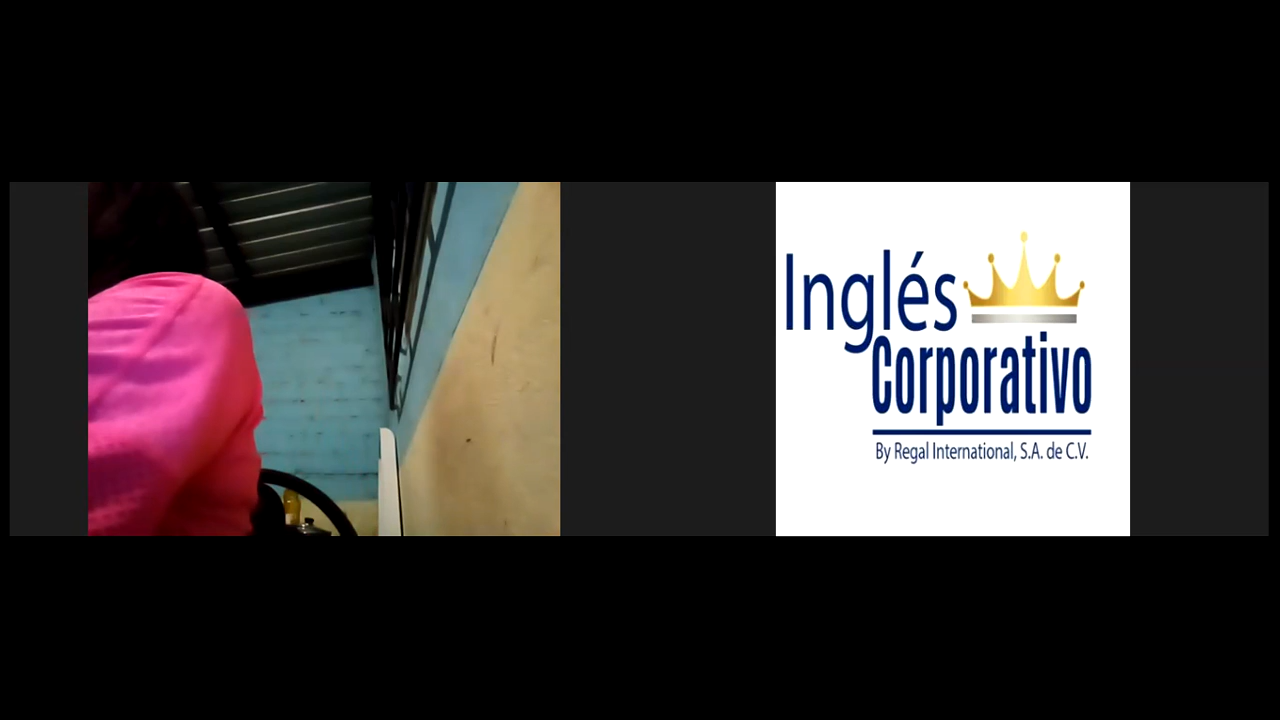 Inglés
Corporativo
By Regal International, S.A. de C.V.